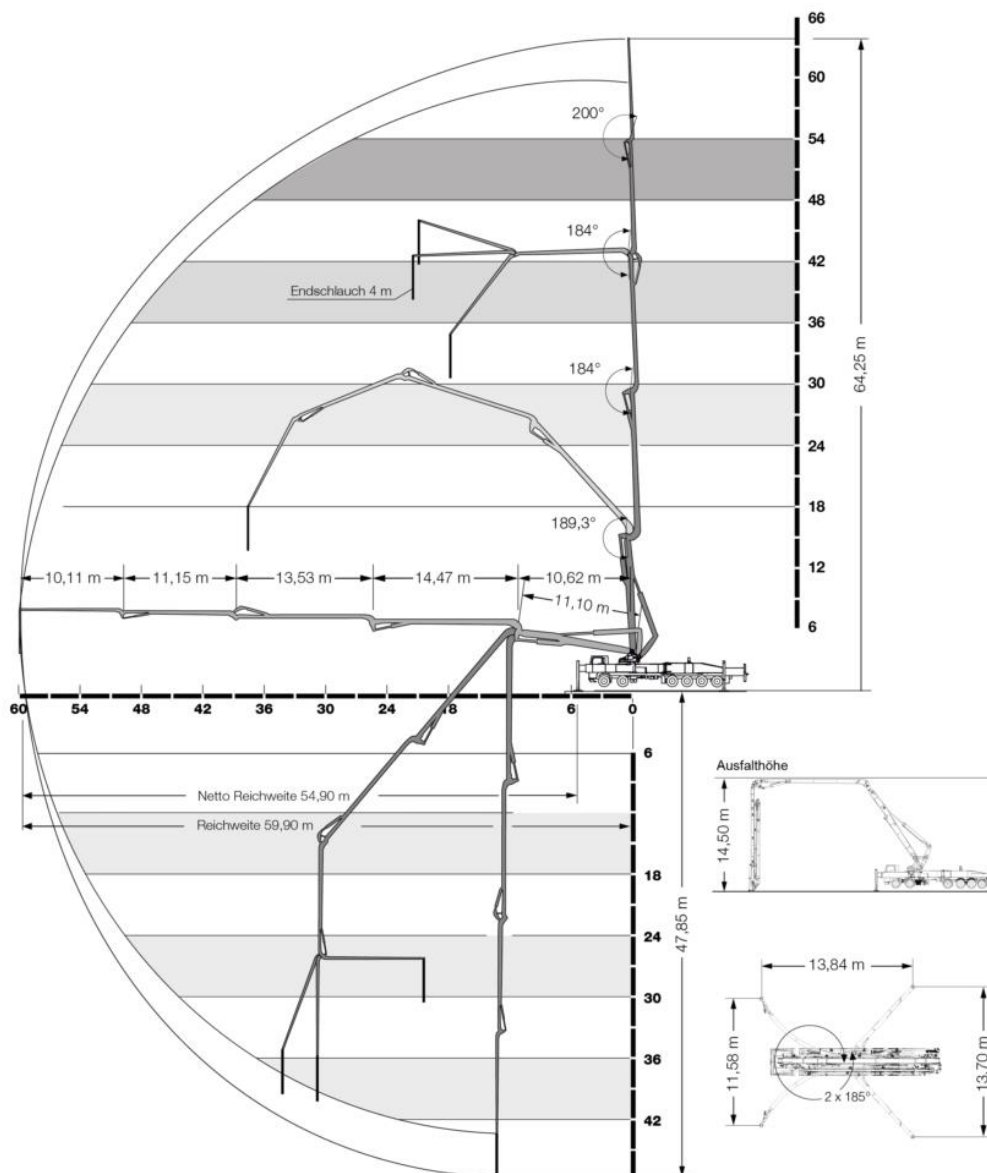 66
60
54
48
42
36
30
24
18
12
6
200°
184°
Endschlauch 4 m
184°
64,25 m
189,3°
10,11 m
11,15 m
13,53 m
14,47 m
10,62 m
11,10 m
60
54
48
42
36
30
24
18
6
0
6
Netto Reichweite 54,90 m
Reichweite 59,90 m
18
24
30
36
42
47,85 m
Ausfalthöhe
14,50 m
13,84 m
11,58 m
13,70 m
2 x 185°